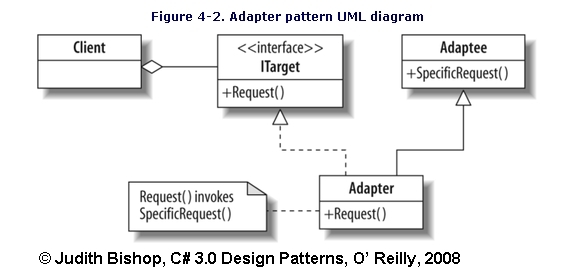 Figure 4-2. Adapter pattern UML diagram
Client
<<interface>>
ITarget
+Request()
Adaptee
+SpecificRequest()
Request() invokes
SpecificRequest()
Adapter
+Request()
© Judith Bishop, C# 3.0 Design Patterns, O’ Reilly, 2008